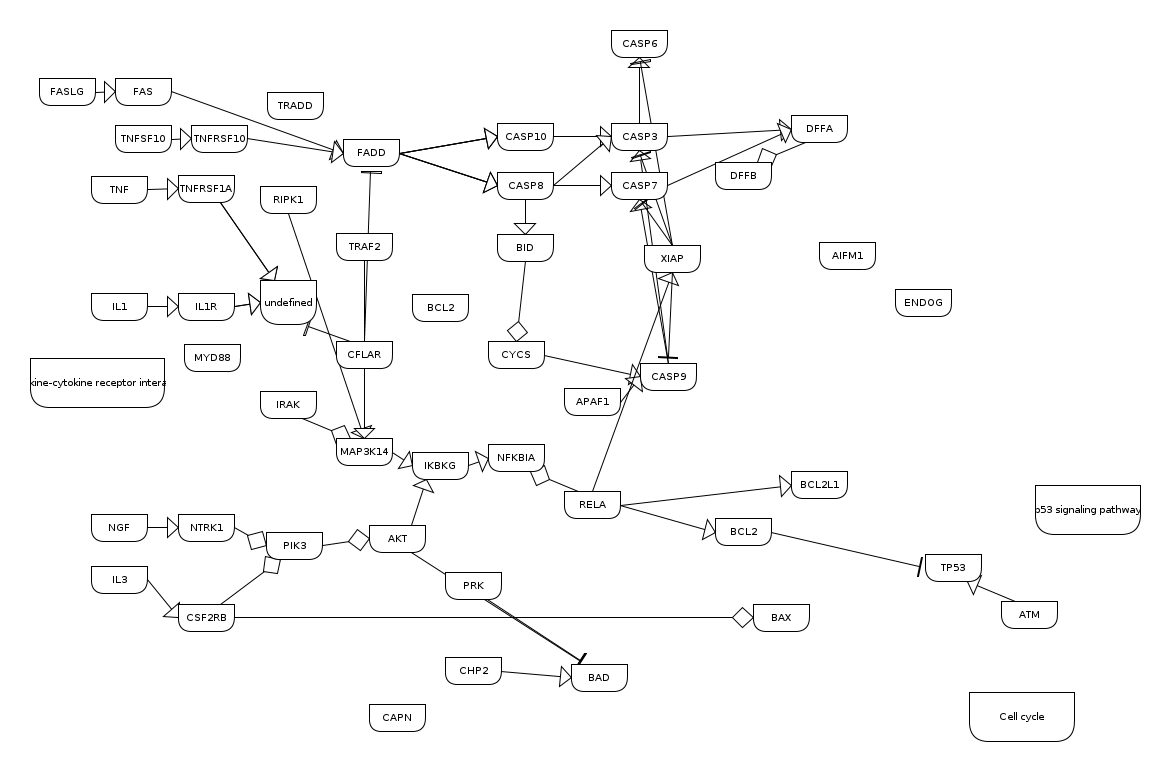 CASP6
FASLG
FAS
TRADD
TNFSF10
TNFRSF10
FADD
CASP10
CASP3
DFFA
TNF
TNFRSF1A
RIPK1
CASP8
CASP7
DFFB
TRAF2
BID
XIAP
AIFM1
IL1
IL1R
undefined
BCL2
ENDOG
MYD88
CFLAR
CYCS
kine-cytokine receptor intera
CASP9
IRAK
APAF1
MAP3K14
IKBKG
NFKBIA
RELA
BCL2L1
p53 signaling pathway
NGF
NTRK1
PIK3
AKT
BCL2
IL3
PRK
TP53
CSF2RB
BAX
ATM
CHP2
BAD
CAPN
Cell cycle